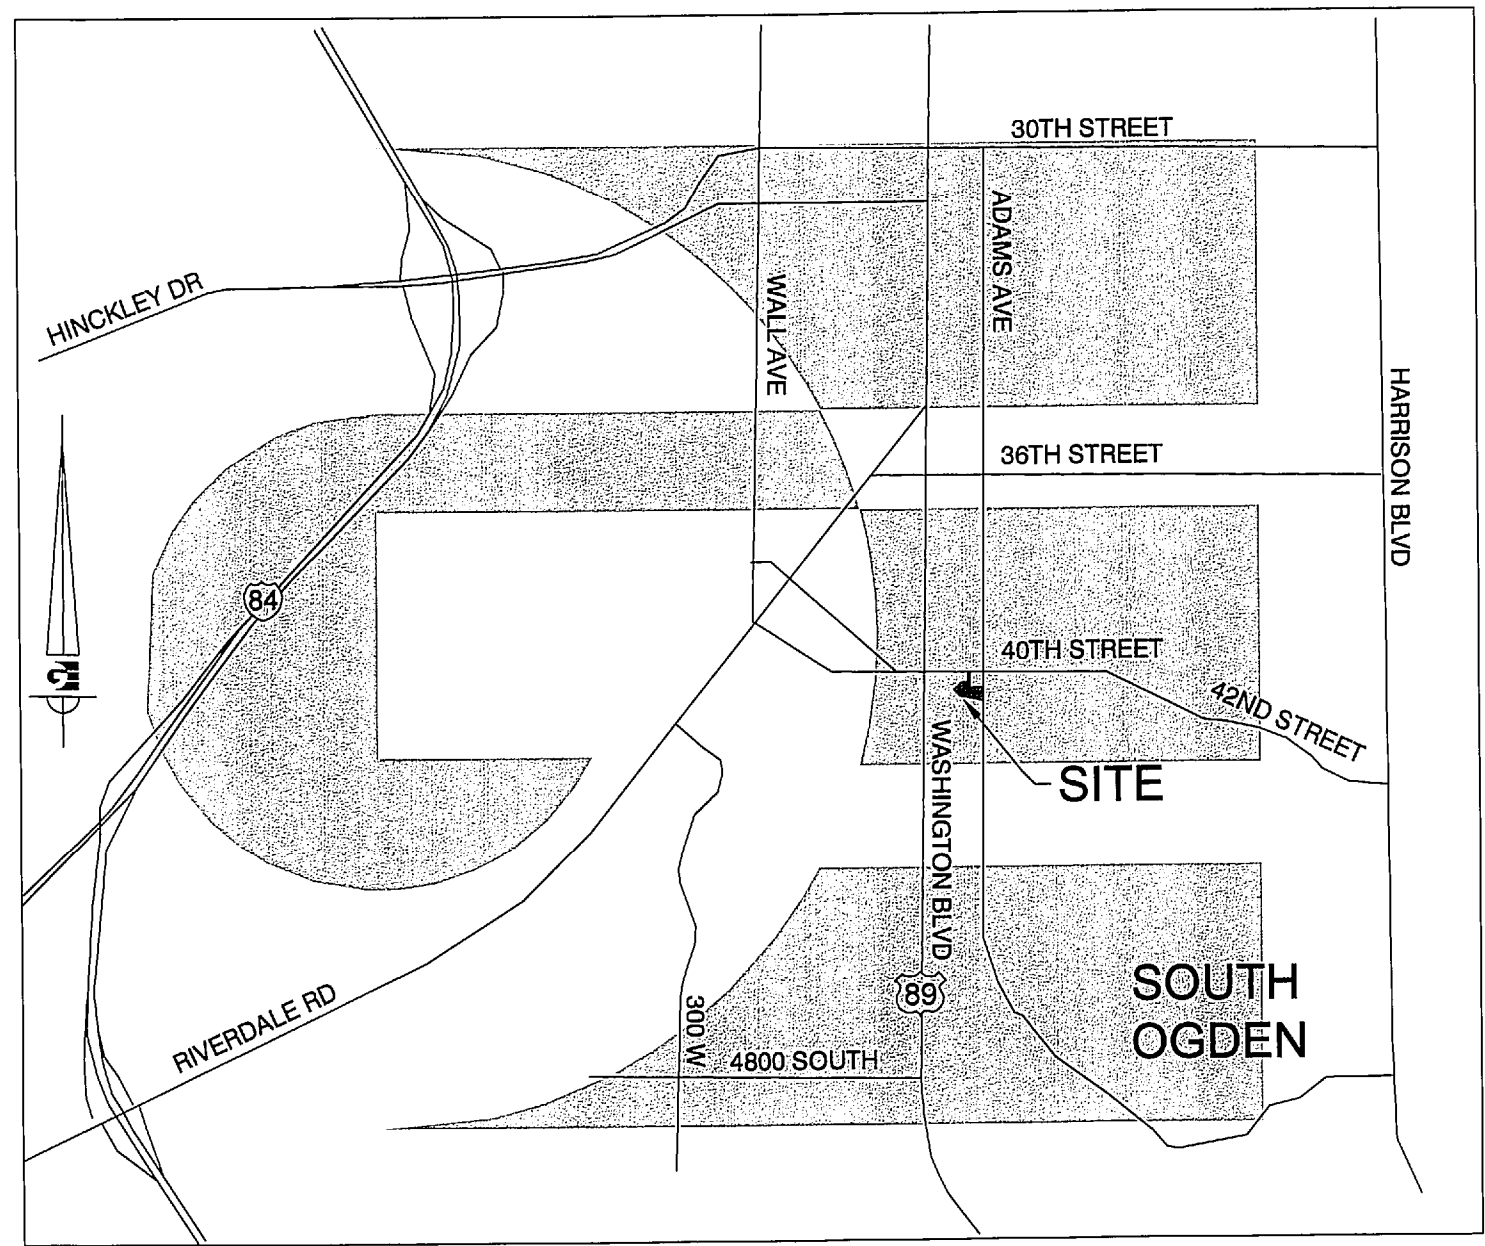 30TH STREET
ADAMS AVE
HINCKLEY DR
WALL AVE
HARRISON BLVD
36TH STREET
84
40TH STREET
42ND STREET
WASHINGTON BLVD
SITE
SOUTH
OGDEN
89
RIVERDALE RD
300 W
4800 SOUTH